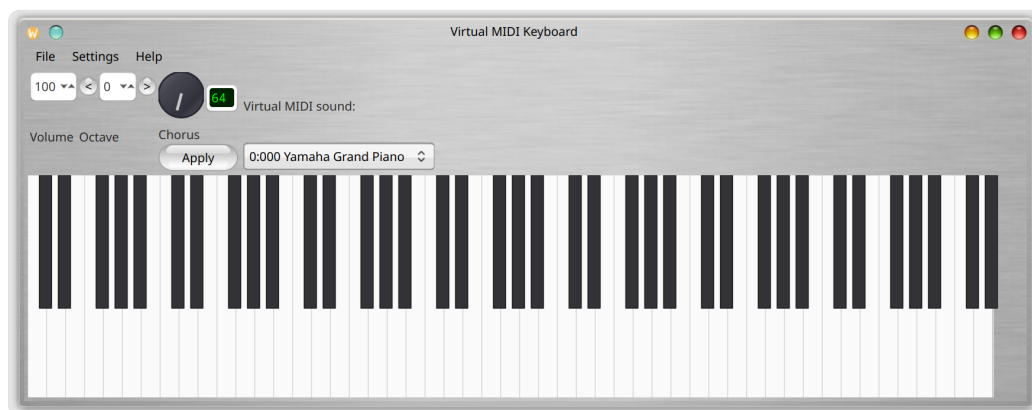 Virtual MIDI Keyboard
File Settings Help
100 < 0 > 64 Virtual MIDI sound:
Volume Octave Chorus
Apply 0:000 Yamaha Grand Piano